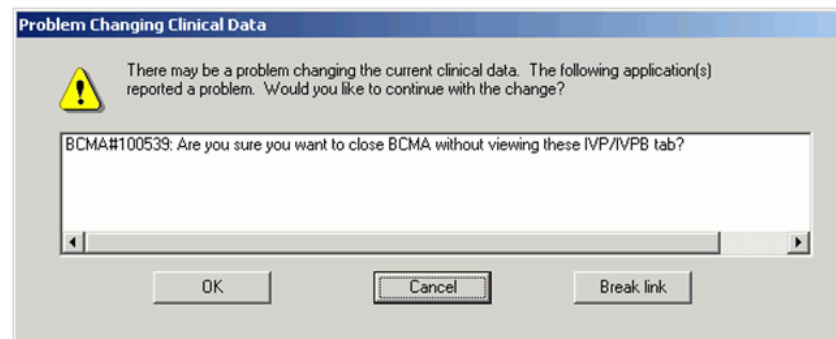 Problem Changing Clinical Data
There may be a problem changing the current clinical data. The following application(s)
reported a problem. Would you like to continue with the change?
BCMA#100539: Are you sure you want to close BCMA without viewing these IVP/IVPB tab?
OK Cancel Break link